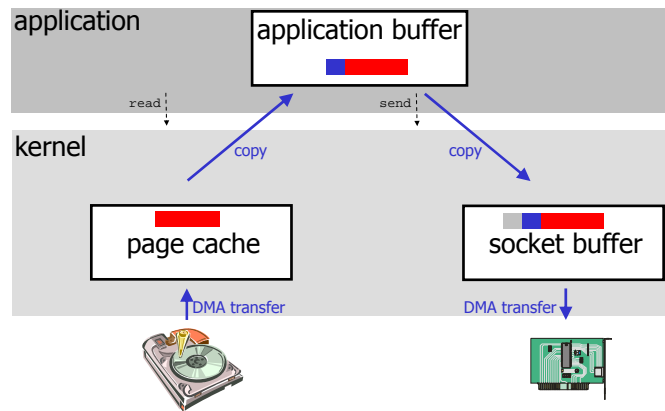 application
application buffer
read
send
kernel
copy
copy
page cache
socket buffer
DMA transfer
DMA transfer